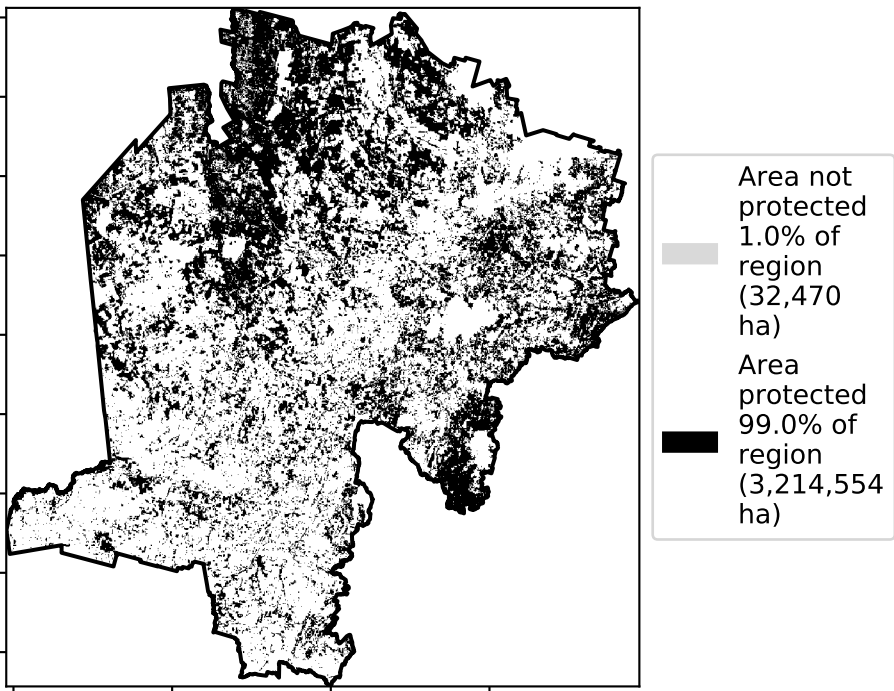 Area not
protected
1.0% of
region
(32,470
ha)
Area
protected
99.0% of
region
(3,214,554
ha)